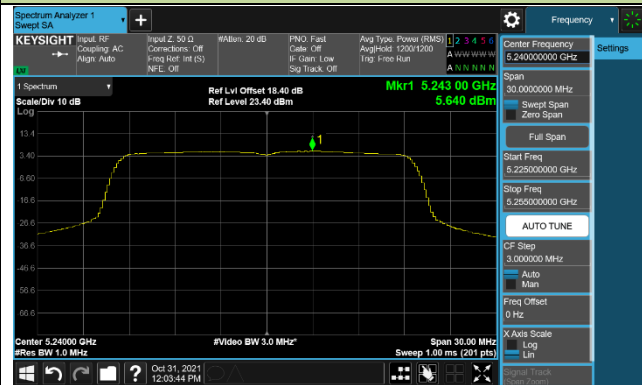 Spectrum Analyzer 1
Swept SA
Frequency
KEYSIGHT
Input: RF
Coupling: AC
Align: Auto
Input Z: 50 Ω
Corrections: Off
Freq Ref: Int (S)
NFE: Off
#Atten: 20 dB
PNO: Fast
Gate: Off
IF Gain: Low
Sig Track: Off
Avg Type: Power (RMS)
Avg|Hold: 1200/1200
Trig: Free Run
1 2 3 4 5 6
A W W W W W
A N N N N N
LM
1 Spectrum
Scale/Div 10 dB
Log
Ref Lvl Offset 18.40 dB
Ref Level 23.40 dBm
Mkr1 5.243 00 GHz
5.640 dBm
1
13.4
3.40
-6.60
-16.6
-26.6
-36.6
-46.6
-56.6
-66.6
Center 5.24000 GHz
#Res BW 1.0 MHz
#Video BW 3.0 MHz*
Span 30.00 MHz
Sweep 1.00 ms (201 pts)
Oct 31, 2021
12:03:44 PM
?
Settings
Center Frequency
5.240000000 GHz
Span
30.0000000 MHz
Swept Span
Zero Span
Full Span
Start Freq
5.225000000 GHz
Stop Freq
5.255000000 GHz
AUTO TUNE
CF Step
3.000000 MHz
Auto
Man
Freq Offset
0 Hz
X Axis Scale
Log
Lin
Signal Track
(Span Zoom)